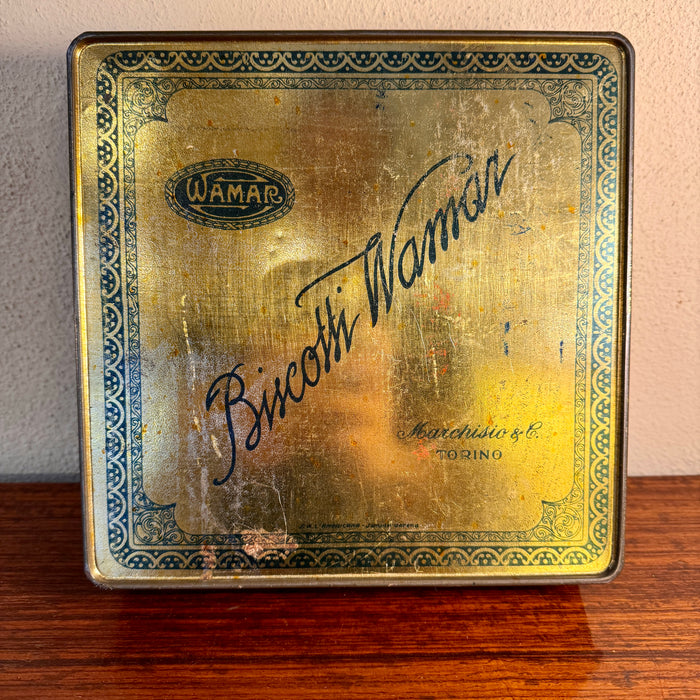 WAMAR
Biscotti Wamar
Marchisio & C.
TORINO